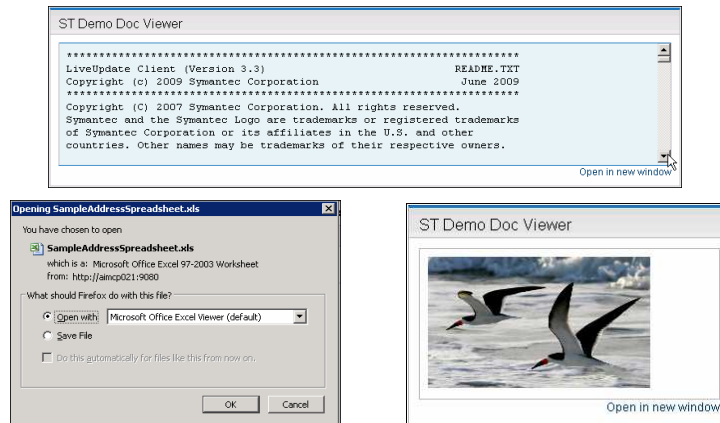 ST Demo Doc Viewer
**********************************************************************
LiveUpdate Client (Version 3.3) README.TXT
Copyright (c) 2009 Symantec Corporation June 2009
**********************************************************************
Copyright (C) 2007 Symantec Corporation. All rights reserved.
Symantec and the Symantec Logo are trademarks or registered trademarks
of Symantec Corporation or its affiliates in the U.S. and other
countries. Other names may be trademarks of their respective owners.
Open in new window
Opening SampleAddressSpreadsheet.xls
You have chosen to open
SampleAddressSpreadsheet.xls
which is a: Microsoft Office Excel 97-2003 Worksheet
from: http://aimcp021:9080
What should Firefox do with this file?
Open with Microsoft Office Excel Viewer (default)
Save File
Do this automatically for files like this from now on.
OK Cancel
ST Demo Doc Viewer
Open in new window